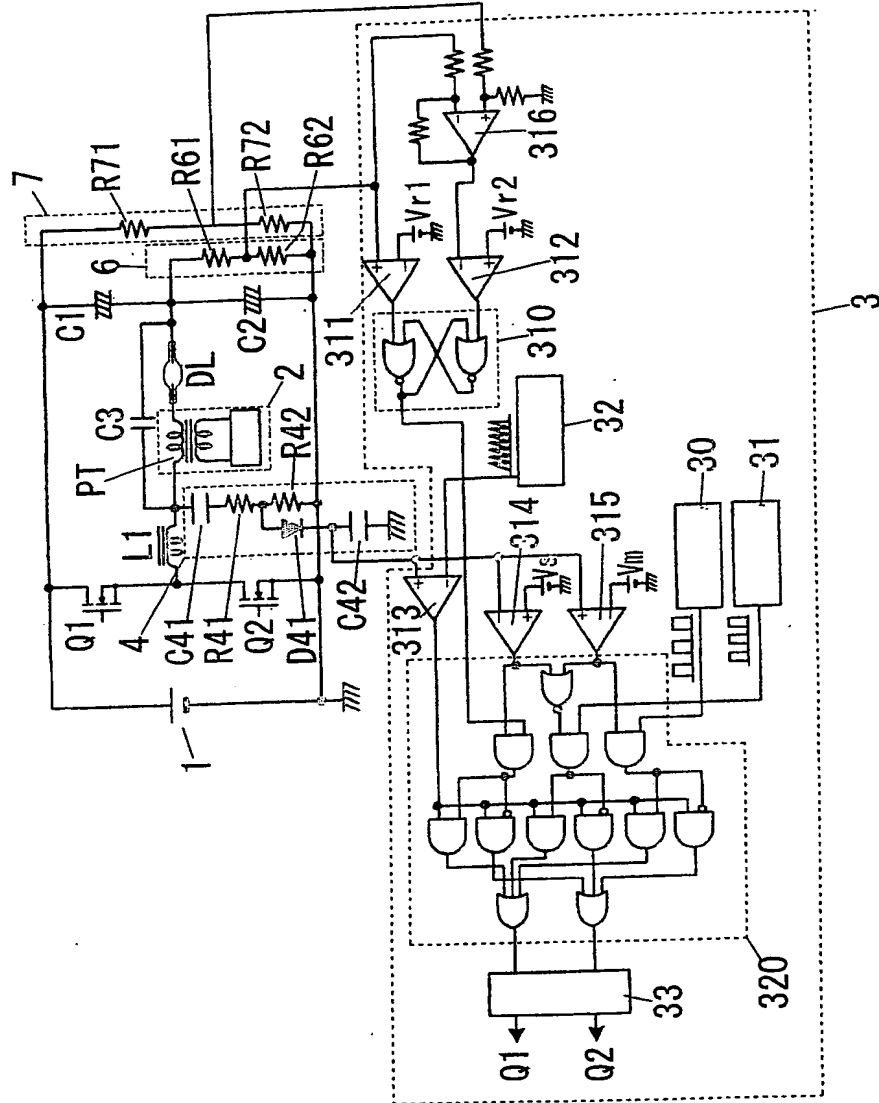 7
R71
R61
R72
R62
6
C1
C2
DL
2
C3
PT
R42
L1
Q1
4
C41
R41
Q2
D41
C42
1
316
Vr1
Vr2
311
312
310
3
32
313
314
315
Vs
Vm
30
31
320
33
Q1
Q2
+
−
+
−
+
−
+
−
+
−
+
−